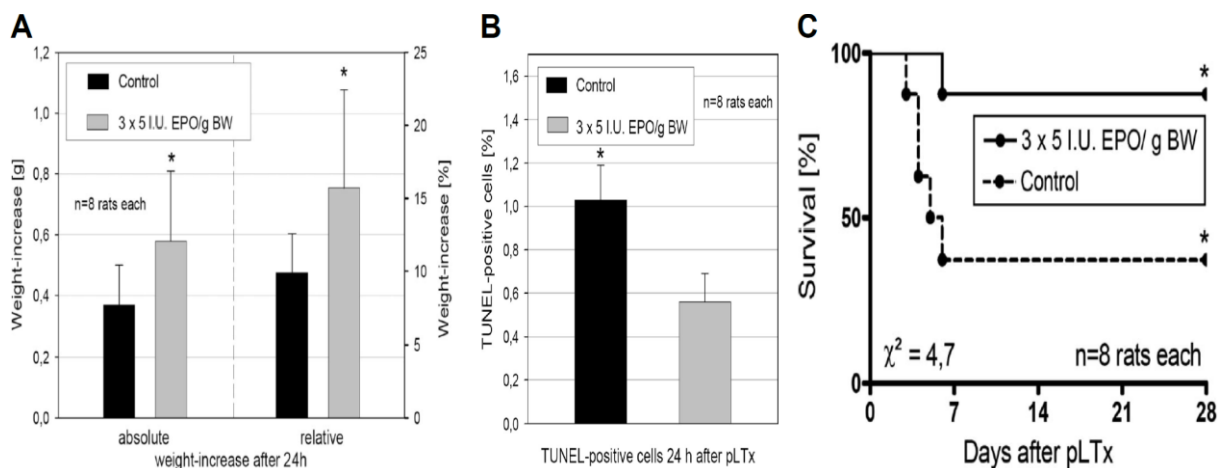 A
Weight-increase [g]
1,2
1,0
0,8
0,6
0,4
0,2
0,0
Control
3 x 5 I.U. EPO/g BW
n=8 rats each
*
*
25
20
15
10
5
0
Weight-increase [%]
absolute
relative
weight-increase after 24h
B
TUNEL-positive cells [%]
1,6
1,4
1,2
1,0
0,8
0,6
0,4
0,2
0,0
Control
3 x 5 I.U. EPO/g BW
n=8 rats each
*
TUNEL-positive cells 24 h after pLTx
C
Survival [%]
100
50
0
*
3 x 5 I.U. EPO/ g BW
Control
*
χ² = 4,7
n=8 rats each
0
7
14
21
28
Days after pLTx